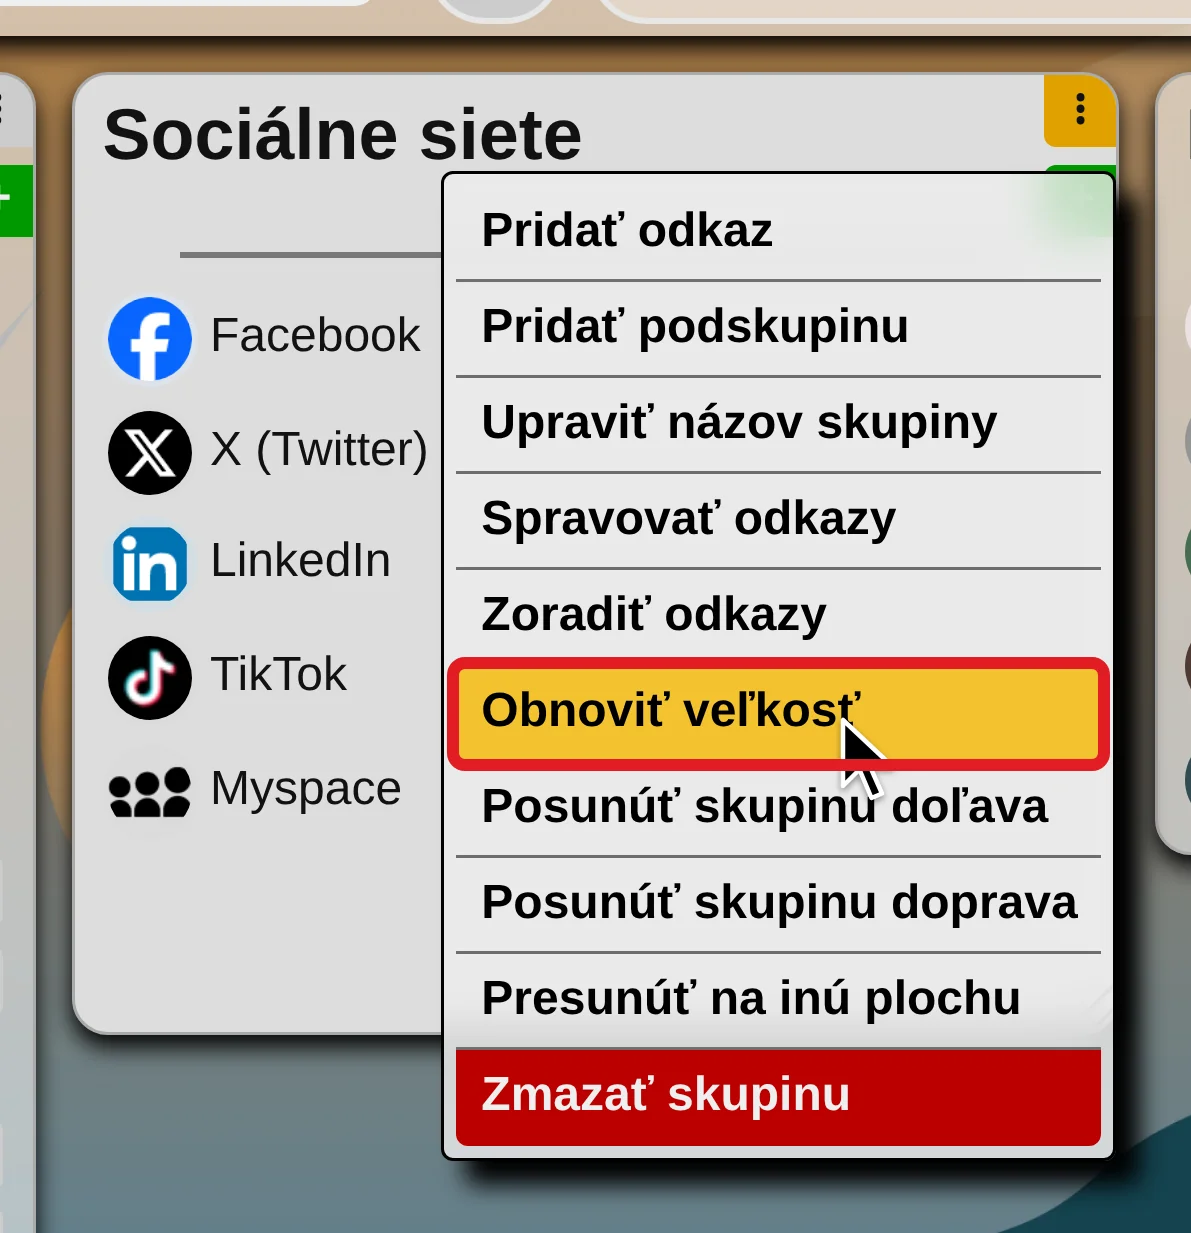 Sociálne siete
Facebook
X (Twitter)
LinkedIn
TikTok
Myspace
Pridať odkaz
Pridať podskupinu
Upraviť názov skupiny
Spravovať odkazy
Zoradiť odkazy
Obnoviť veľkosť
Posunúť skupinu doľava
Posunúť skupinu doprava
Presunúť na inú plochu
Zmazať skupinu